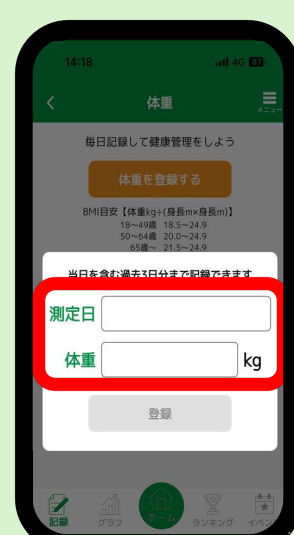 14:18 4G 87
体重
メニュー
毎日記録して健康管理をしよう
体重を登録する
BMI目安【体重kg÷(身長m×身長m)】
18~49歳 18.5~24.9
50~64歳 20.0~24.9
65歳~ 21.5~24.9
当日を含む過去3日分まで記録できます
測定日
体重 kg
登録
記録 グラフ ホーム ランキング イベント